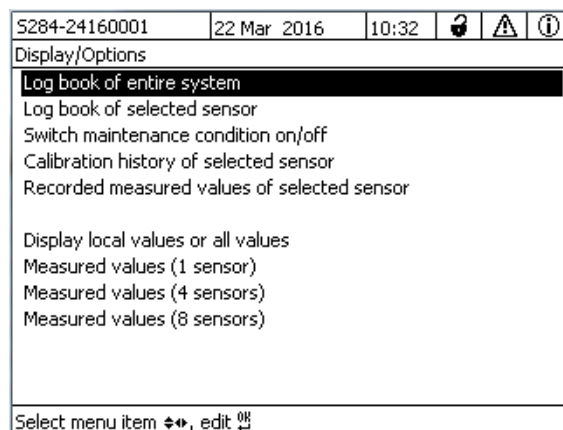 S284-24160001 22 Mar 2016 10:32
Display/Options
Log book of entire system
Log book of selected sensor
Switch maintenance condition on/off
Calibration history of selected sensor
Recorded measured values of selected sensor
Display local values or all values
Measured values (1 sensor)
Measured values (4 sensors)
Measured values (8 sensors)
Select menu item , edit OK